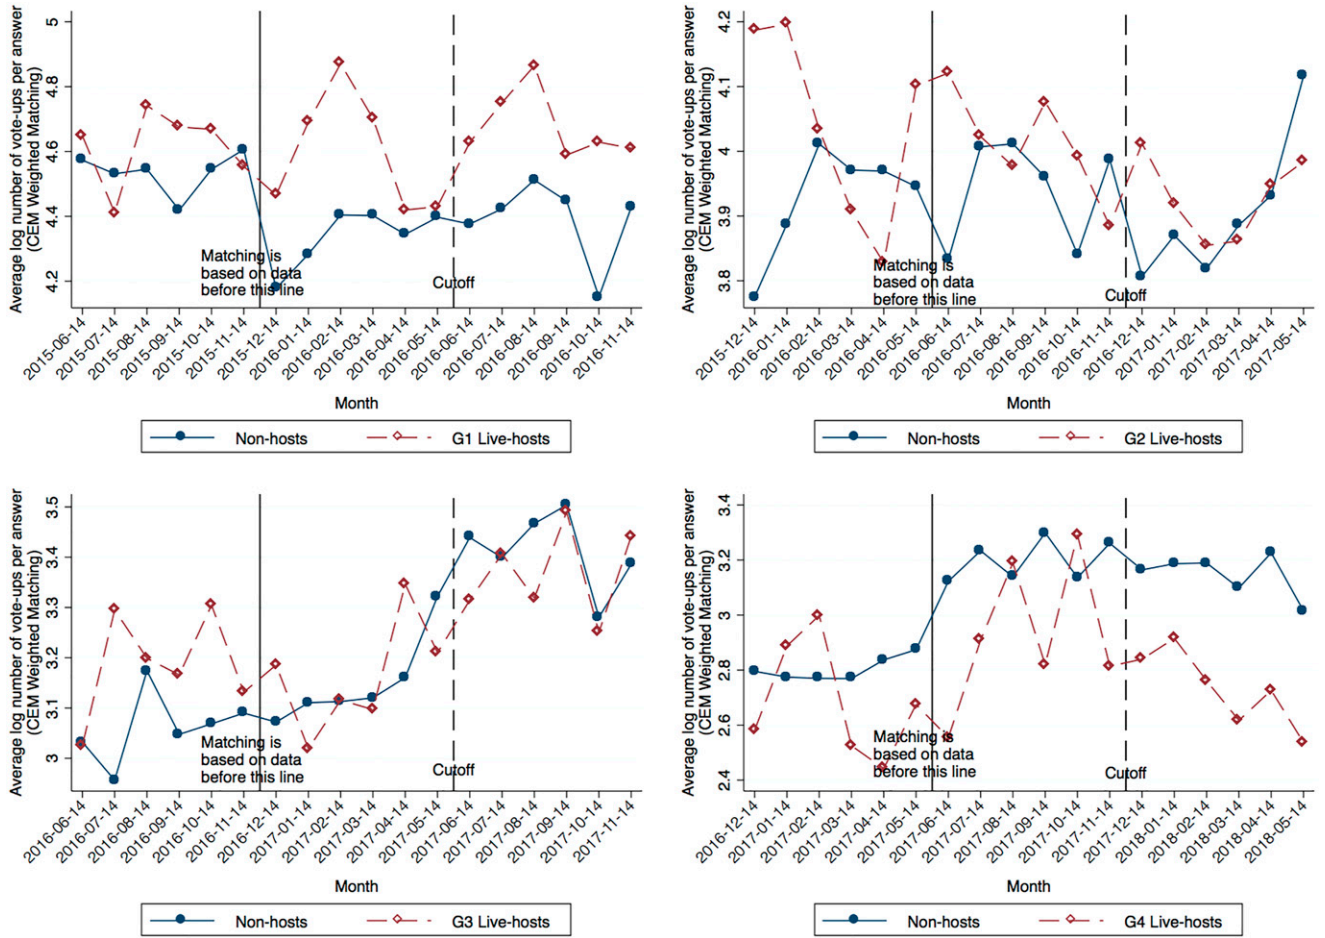 Average log number of vote-ups per answer
(CEM Weighted Matching)
5
4.8
4.6
4.4
4.2
Matching is
based on data
before this line
Cutoff
2015-06-14
2015-07-14
2015-08-14
2015-09-14
2015-10-14
2015-11-14
2015-12-14
2016-01-14
2016-02-14
2016-03-14
2016-04-14
2016-05-14
2016-06-14
2016-07-14
2016-08-14
2016-09-14
2016-10-14
2016-11-14
Month
Non-hosts G1 Live-hosts
Average log number of vote-ups per answer
(CEM Weighted Matching)
4.2
4.1
4
3.9
3.8
Matching is
based on data
before this line
Cutoff
2015-12-14
2016-01-14
2016-02-14
2016-03-14
2016-04-14
2016-05-14
2016-06-14
2016-07-14
2016-08-14
2016-09-14
2016-10-14
2016-11-14
2016-12-14
2017-01-14
2017-02-14
2017-03-14
2017-04-14
2017-05-14
Month
Non-hosts G2 Live-hosts
Average log number of vote-ups per answer
(CEM Weighted Matching)
3.5
3.4
3.3
3.2
3.1
3
Matching is
based on data
before this line
Cutoff
2016-06-14
2016-07-14
2016-08-14
2016-09-14
2016-10-14
2016-11-14
2016-12-14
2017-01-14
2017-02-14
2017-03-14
2017-04-14
2017-05-14
2017-06-14
2017-07-14
2017-08-14
2017-09-14
2017-10-14
2017-11-14
Month
Non-hosts G3 Live-hosts
Average log number of vote-ups per answer
(CEM Weighted Matching)
3.4
3.2
3
2.8
2.6
2.4
Matching is
based on data
before this line
Cutoff
2016-12-14
2017-01-14
2017-02-14
2017-03-14
2017-04-14
2017-05-14
2017-06-14
2017-07-14
2017-08-14
2017-09-14
2017-10-14
2017-11-14
2017-12-14
2018-01-14
2018-02-14
2018-03-14
2018-04-14
2018-05-14
Month
Non-hosts G4 Live-hosts